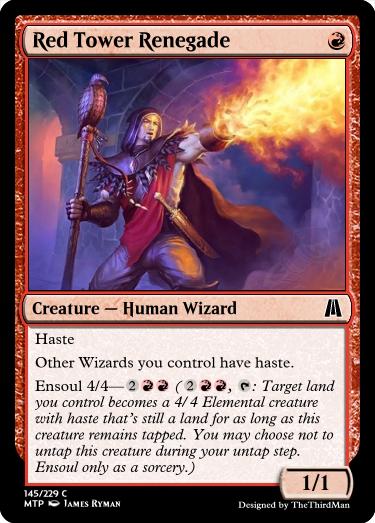 Red Tower Renegade
Creature — Human Wizard
Haste
Other Wizards you control have haste.
Ensoul 4/4—2 ( 2, : Target land
you control becomes a 4/4 Elemental creature
with haste that's still a land for as long as this
creature remains tapped. You may choose not to
untap this creature during your untap step.
Ensoul only as a sorcery.)
1/1
145/229 C
MTP James Ryman
Designed by TheThirdMan